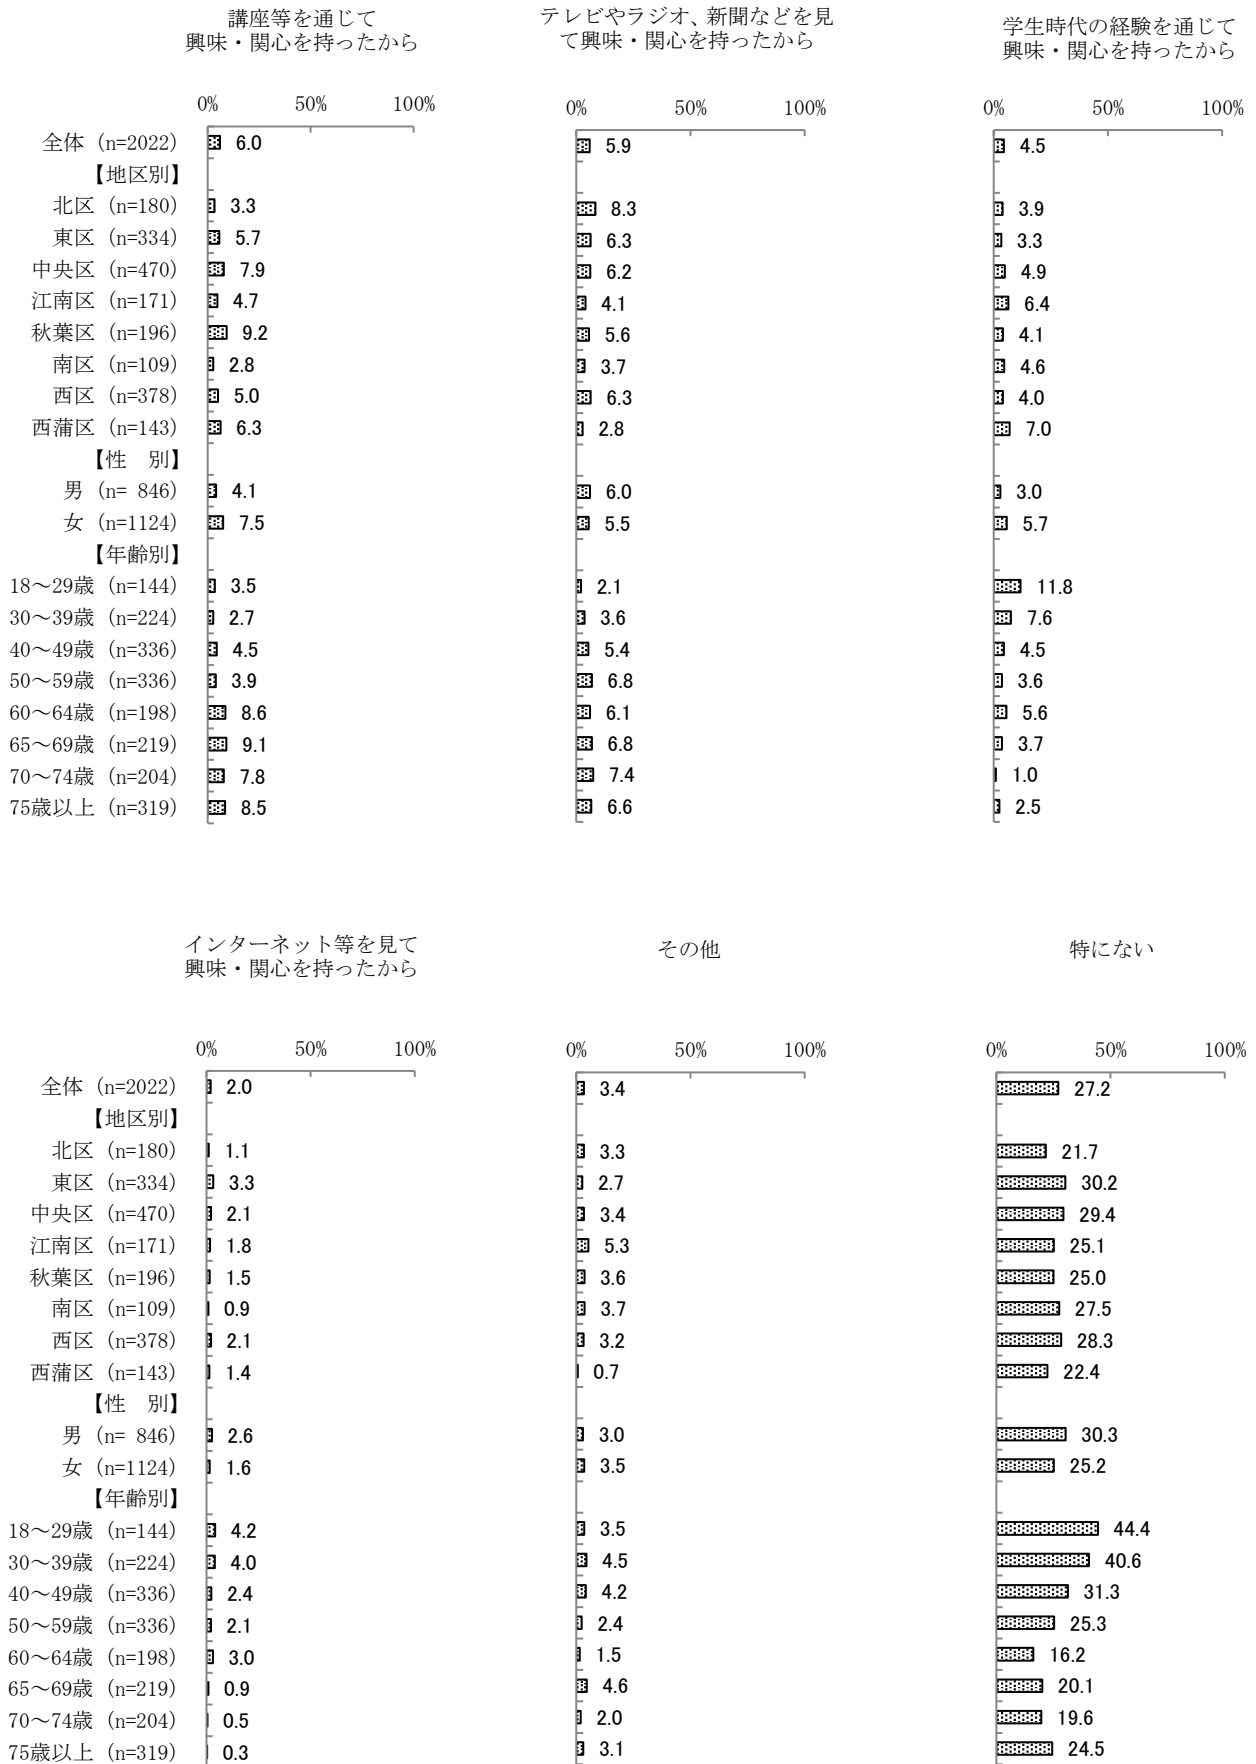 講座等を通じて
興味・関心を持ったから
テレビやラジオ、新聞などを見
て興味・関心を持ったから
学生時代の経験を通じて
興味・関心を持ったから
0% 50% 100% 0% 50% 100% 0% 50% 100%
全体 (n=2022) 6.0 5.9 4.5
【地区別】
北区 (n=180) 3.3 8.3 3.9
東区 (n=334) 5.7 6.3 3.3
中央区 (n=470) 7.9 6.2 4.9
江南区 (n=171) 4.7 4.1 6.4
秋葉区 (n=196) 9.2 5.6 4.1
南区 (n=109) 2.8 3.7 4.6
西区 (n=378) 5.0 6.3 4.0
西蒲区 (n=143) 6.3 2.8 7.0
【性　別】
男 (n= 846) 4.1 6.0 3.0
女 (n=1124) 7.5 5.5 5.7
【年齢別】
18～29歳 (n=144) 3.5 2.1 11.8
30～39歳 (n=224) 2.7 3.6 7.6
40～49歳 (n=336) 4.5 5.4 4.5
50～59歳 (n=336) 3.9 6.8 3.6
60～64歳 (n=198) 8.6 6.1 5.6
65～69歳 (n=219) 9.1 6.8 3.7
70～74歳 (n=204) 7.8 7.4 1.0
75歳以上 (n=319) 8.5 6.6 2.5
インターネット等を見て
興味・関心を持ったから
その他
特にない
0% 50% 100% 0% 50% 100% 0% 50% 100%
全体 (n=2022) 2.0 3.4 27.2
【地区別】
北区 (n=180) 1.1 3.3 21.7
東区 (n=334) 3.3 2.7 30.2
中央区 (n=470) 2.1 3.4 29.4
江南区 (n=171) 1.8 5.3 25.1
秋葉区 (n=196) 1.5 3.6 25.0
南区 (n=109) 0.9 3.7 27.5
西区 (n=378) 2.1 3.2 28.3
西蒲区 (n=143) 1.4 0.7 22.4
【性　別】
男 (n= 846) 2.6 3.0 30.3
女 (n=1124) 1.6 3.5 25.2
【年齢別】
18～29歳 (n=144) 4.2 3.5 44.4
30～39歳 (n=224) 4.0 4.5 40.6
40～49歳 (n=336) 2.4 4.2 31.3
50～59歳 (n=336) 2.1 2.4 25.3
60～64歳 (n=198) 3.0 1.5 16.2
65～69歳 (n=219) 0.9 4.6 20.1
70～74歳 (n=204) 0.5 2.0 19.6
75歳以上 (n=319) 0.3 3.1 24.5